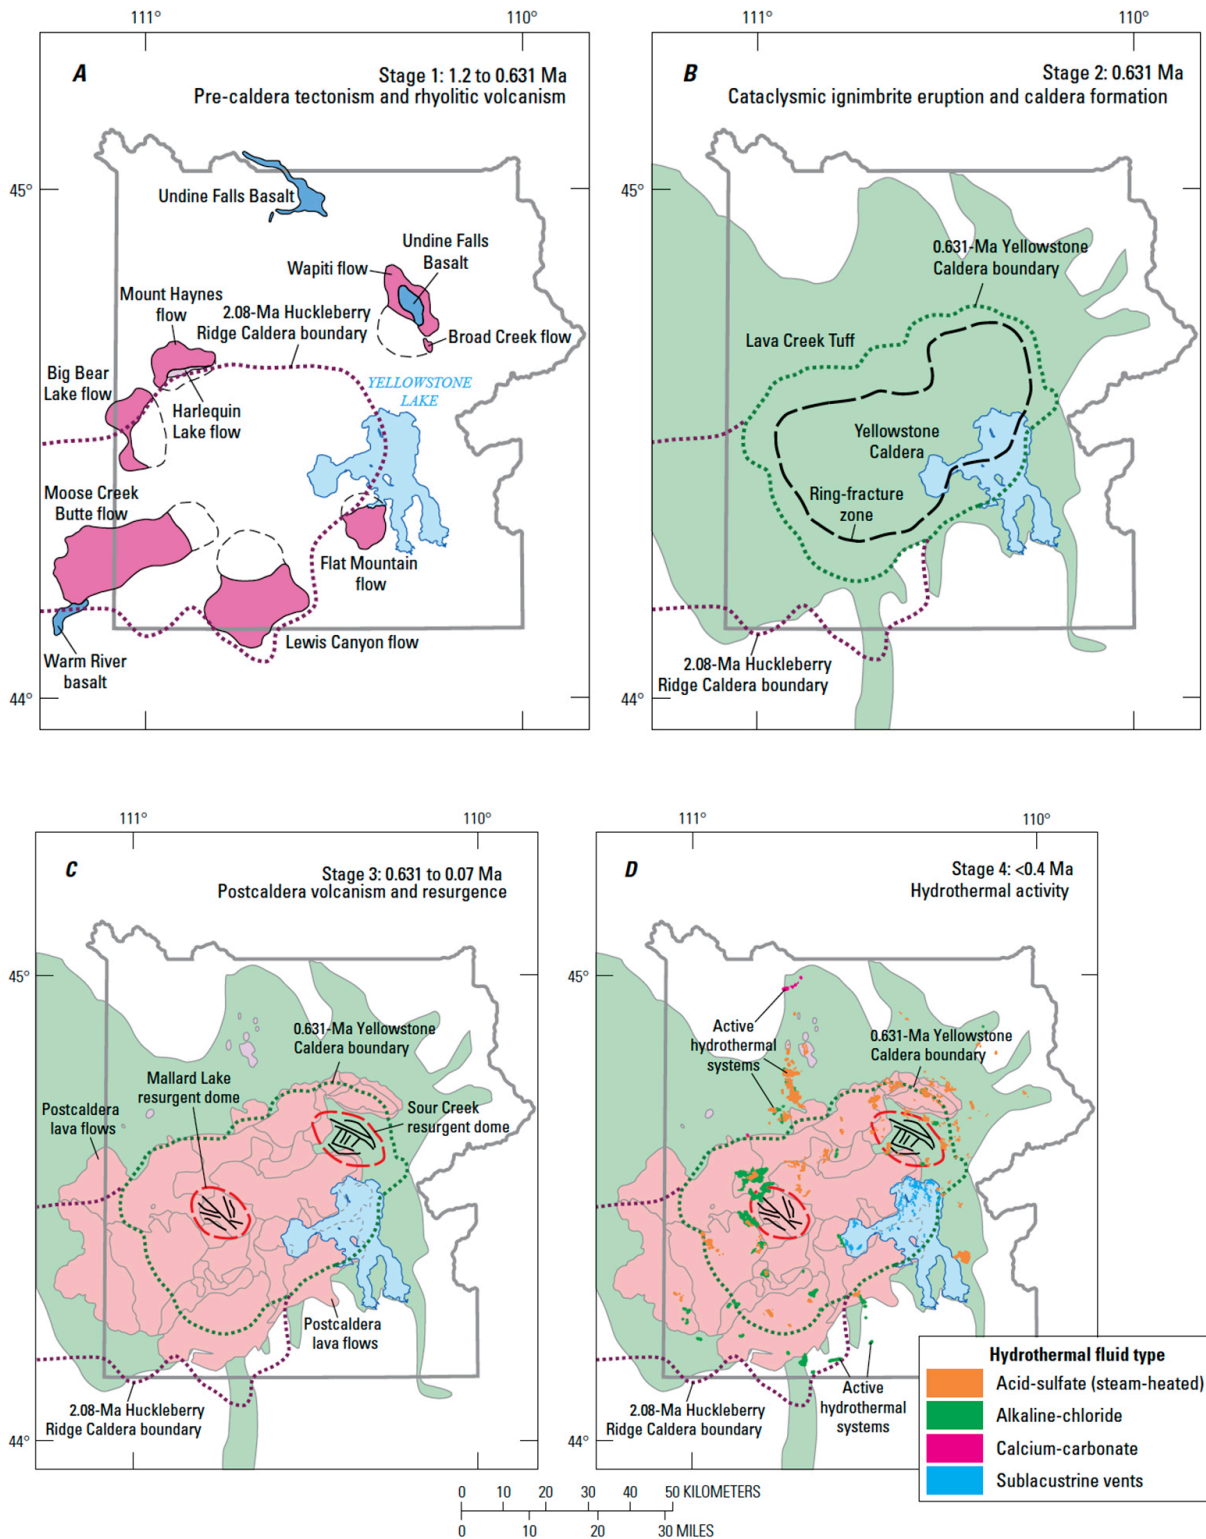 111°
110°
A
Stage 1: 1.2 to 0.631 Ma
Pre-caldera tectonism and rhyolitic volcanism
45°
Undine Falls Basalt
Undine Falls
Basalt
Wapiti flow
Mount Haynes
flow
2.08-Ma Huckleberry
Ridge Caldera boundary
Broad Creek flow
Big Bear
Lake flow
YELLOWSTONE
LAKE
Harlequin
Lake flow
Moose Creek
Butte flow
Flat Mountain
flow
Lewis Canyon flow
Warm River
basalt
44°
111°
110°
B
Stage 2: 0.631 Ma
Cataclysmic ignimbrite eruption and caldera formation
45°
0.631-Ma Yellowstone
Caldera boundary
Lava Creek Tuff
Yellowstone
Caldera
Ring-fracture
zone
2.08-Ma Huckleberry
Ridge Caldera boundary
44°
111°
110°
C
Stage 3: 0.631 to 0.07 Ma
Postcaldera volcanism and resurgence
45°
0.631-Ma Yellowstone
Caldera boundary
Mallard Lake
resurgent dome
Postcaldera
lava flows
Sour Creek
resurgent dome
Postcaldera
lava flows
2.08-Ma Huckleberry
Ridge Caldera boundary
44°
111°
110°
D
Stage 4: <0.4 Ma
Hydrothermal activity
45°
Active
hydrothermal
systems
0.631-Ma Yellowstone
Caldera boundary
Active
hydrothermal
systems
2.08-Ma Huckleberry
Ridge Caldera boundary
44°
Hydrothermal fluid type
Acid-sulfate (steam-heated)
Alkaline-chloride
Calcium-carbonate
Sublacustrine vents
0 10 20 30 40 50 KILOMETERS
0 10 20 30 MILES